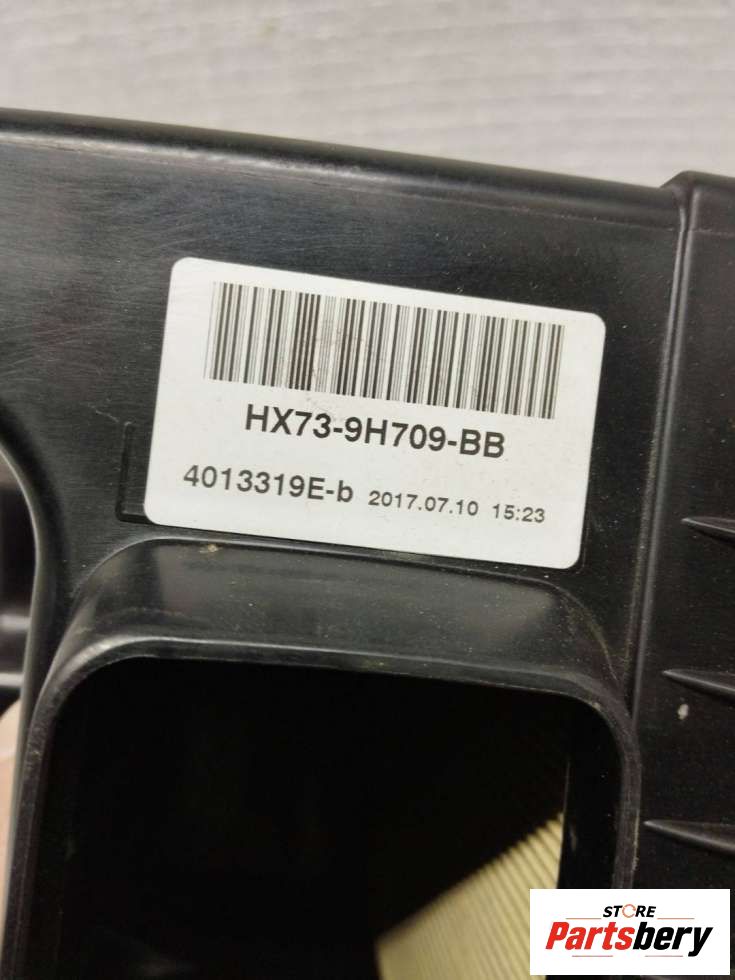 HX73-9H709-BB
4013319E-b 2017.07.10 15:23
STORE
Partsbery